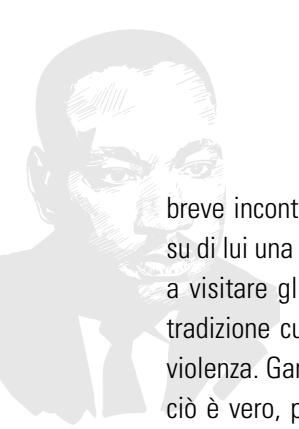 breve incont
su di lui una
a visitare gl
tradizione cu
violenza. Gar
ciò è vero, p